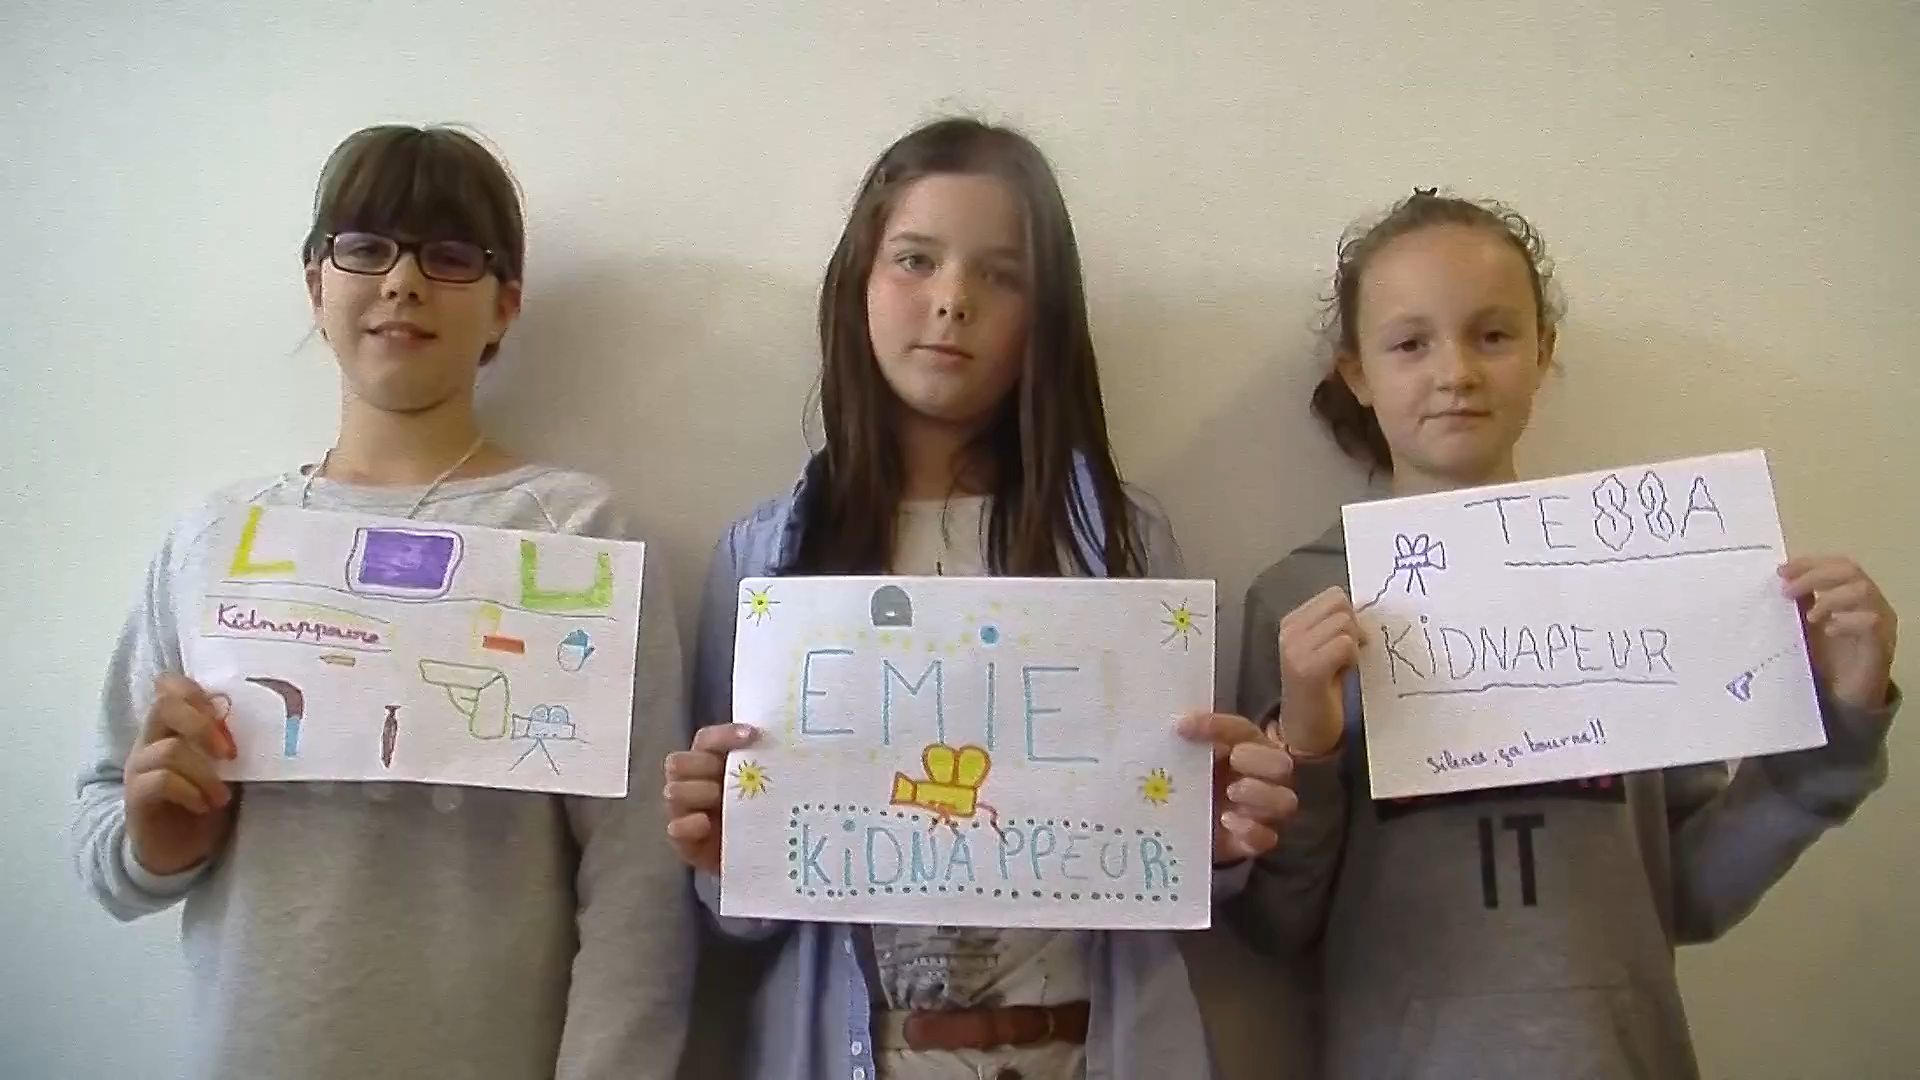 LOU
Kidnappeure
EMiE
KiDNAPPEUR
TESSA
KiDNAPEUR
silence, ça tourne!!
IT